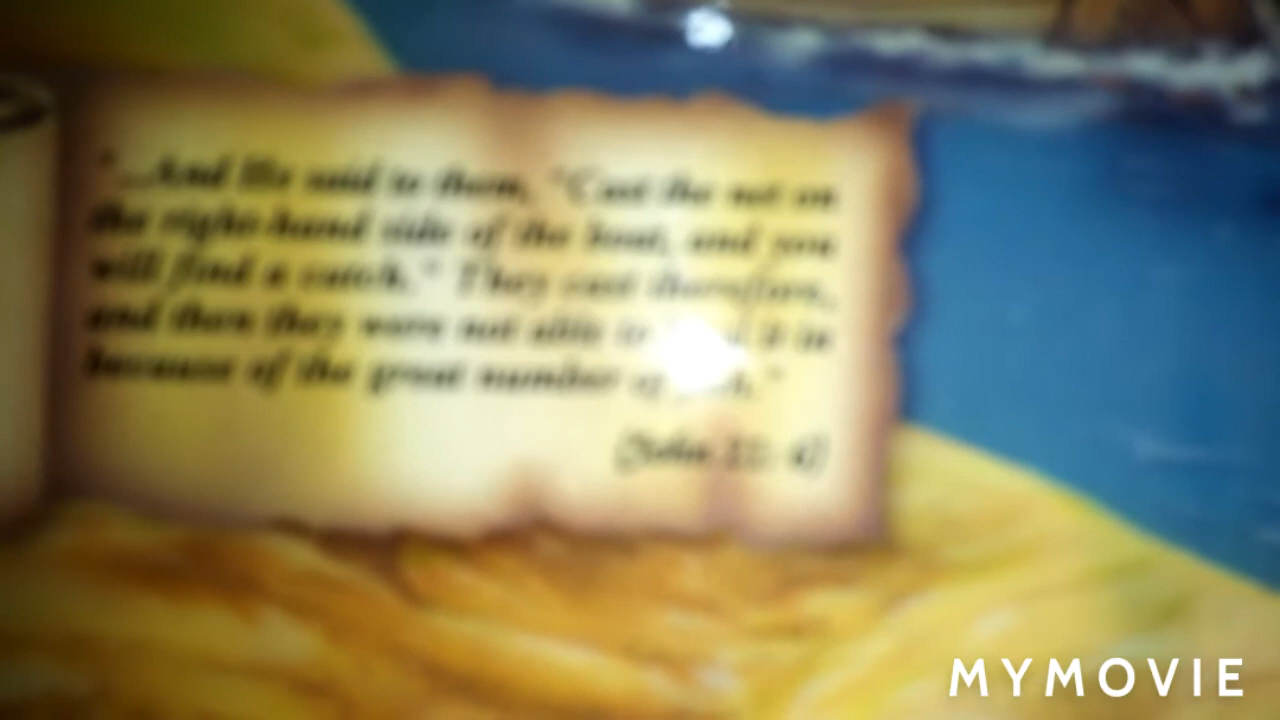 "...And He said to them, "Cast the net on
the right-hand side of the boat, and you
will find a catch." They cast therefore,
and then they were not able to it in
because of the great number of
(John 21: 6)
MYMOVIE